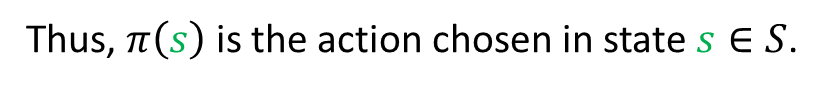 Thus, π(s) is the action chosen in state s ∈ S.